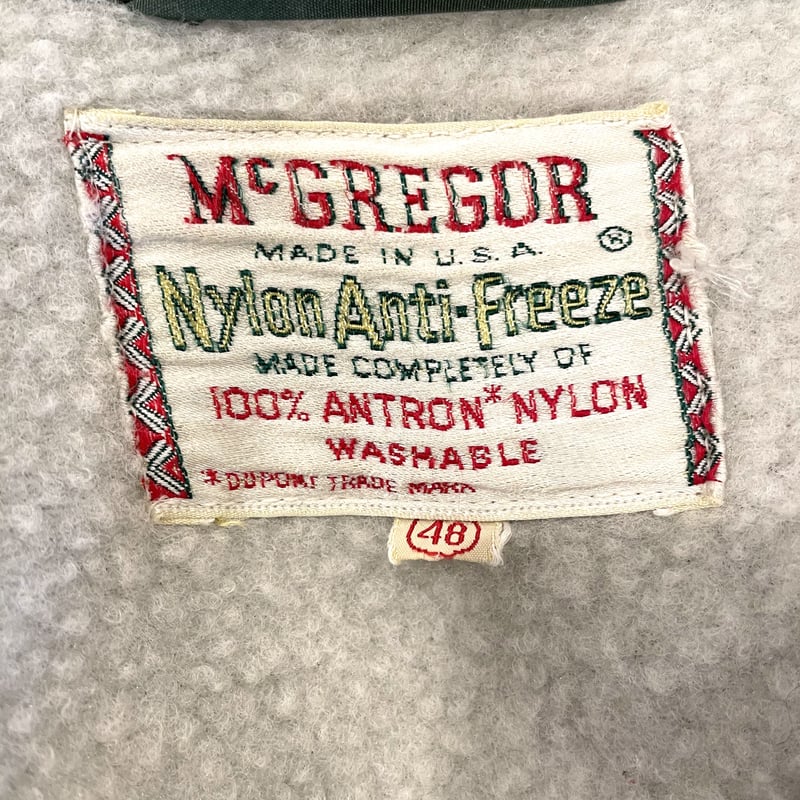 McGREGOR
MADE IN U.S.A. ®
Nylon Anti-Freeze
MADE COMPLETELY OF
100% ANTRON* NYLON
WASHABLE
*DUPONT TRADE MARK
48